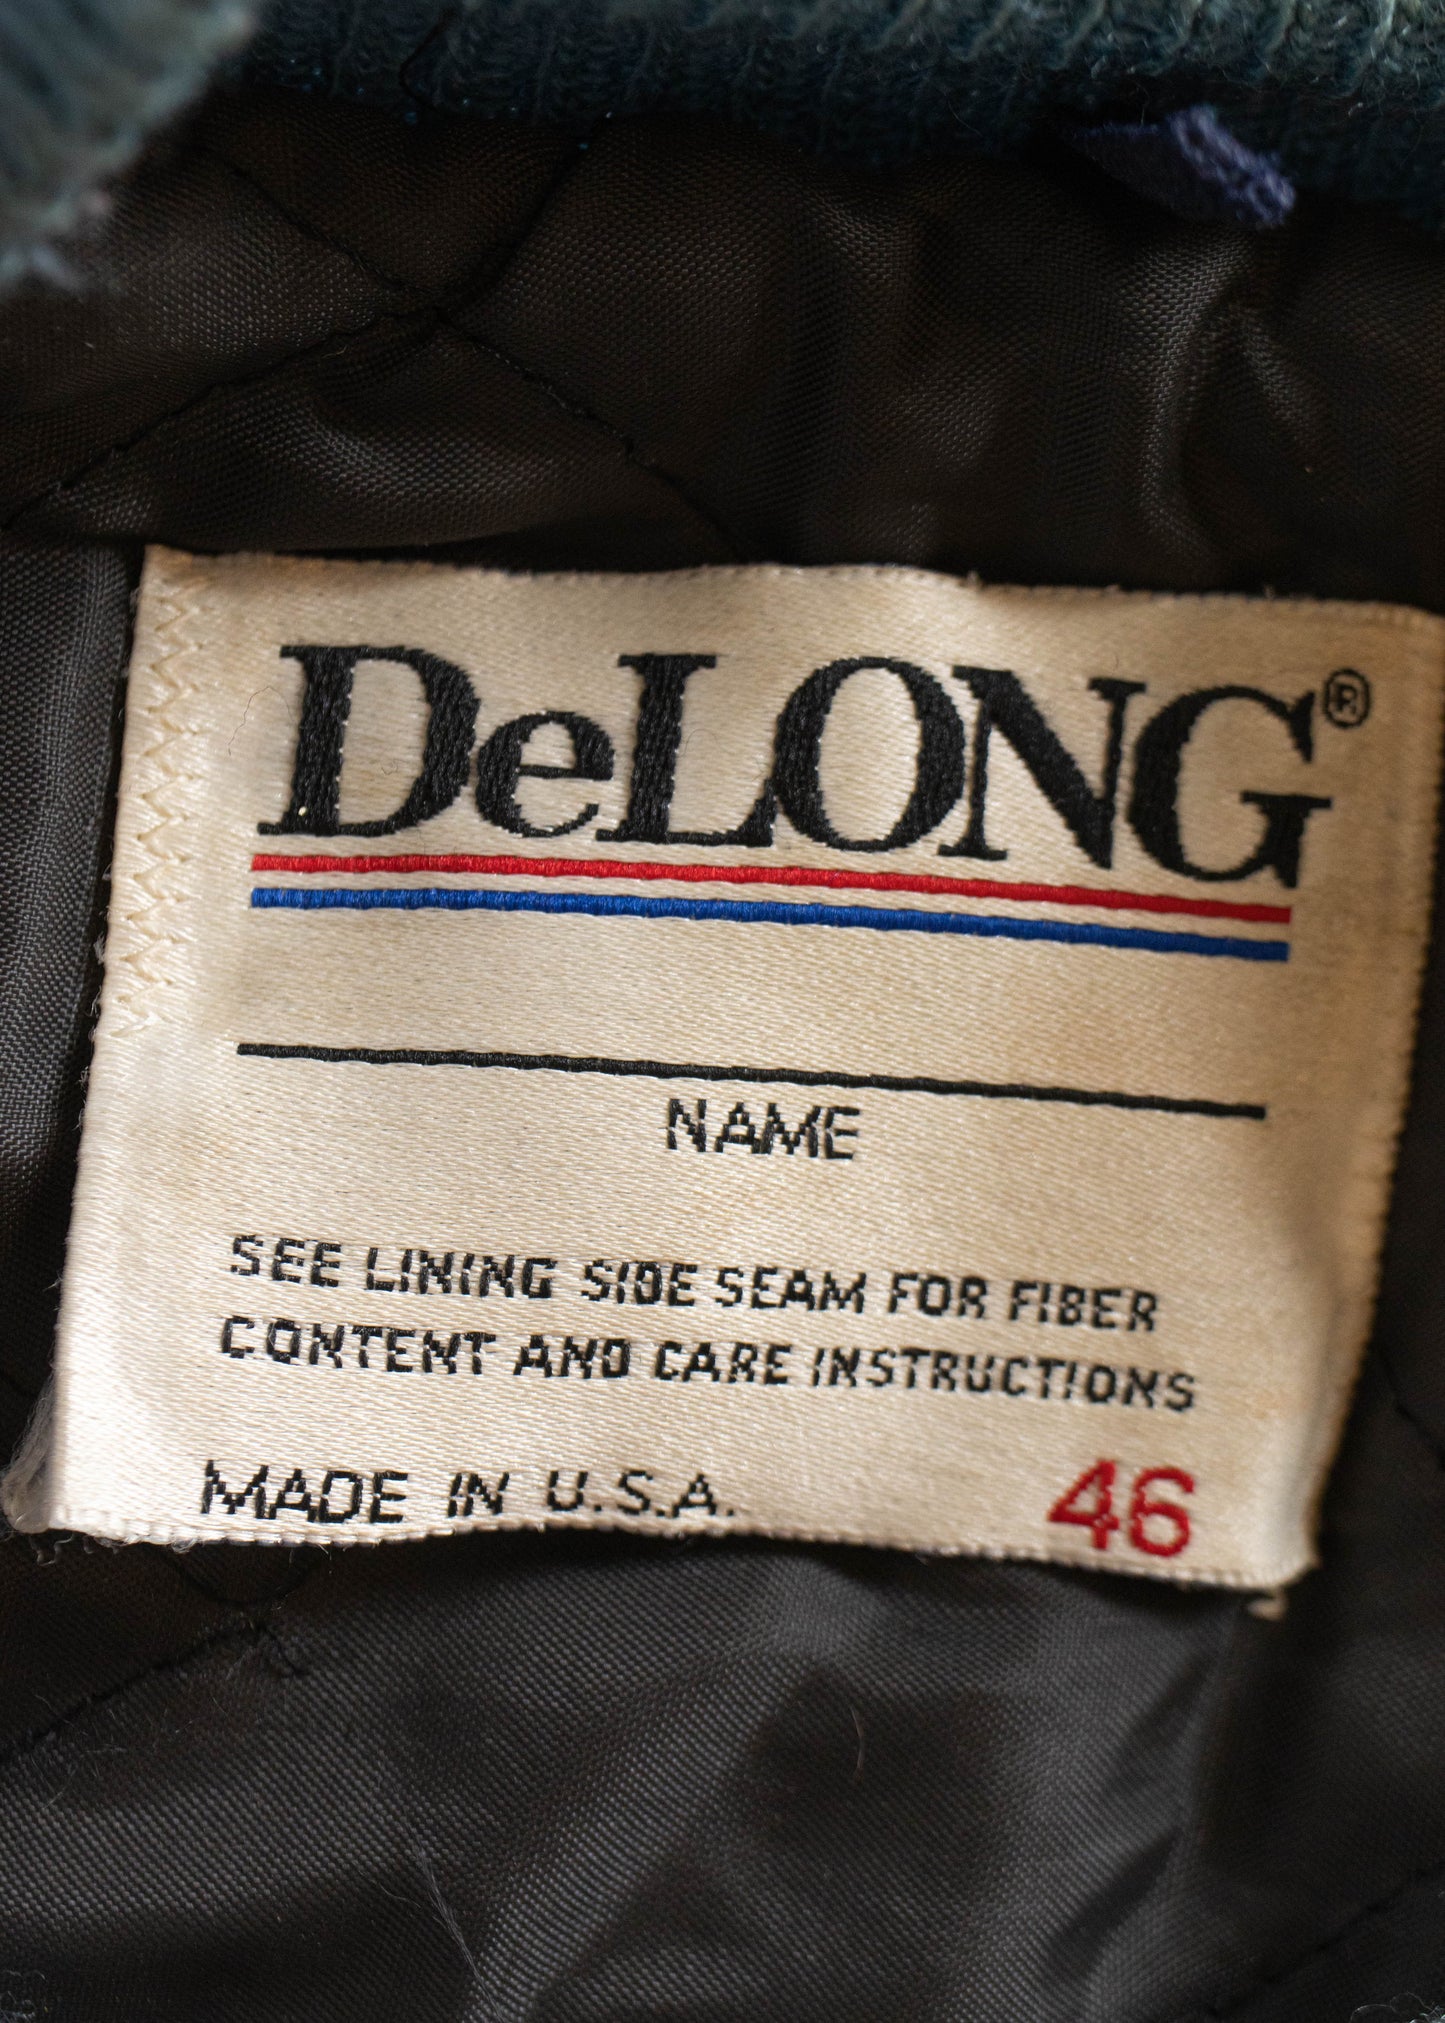 DeLONG®
NAME
SEE LINING SIDE SEAM FOR FIBER
CONTENT AND CARE INSTRUCTIONS
MADE IN U.S.A. 46